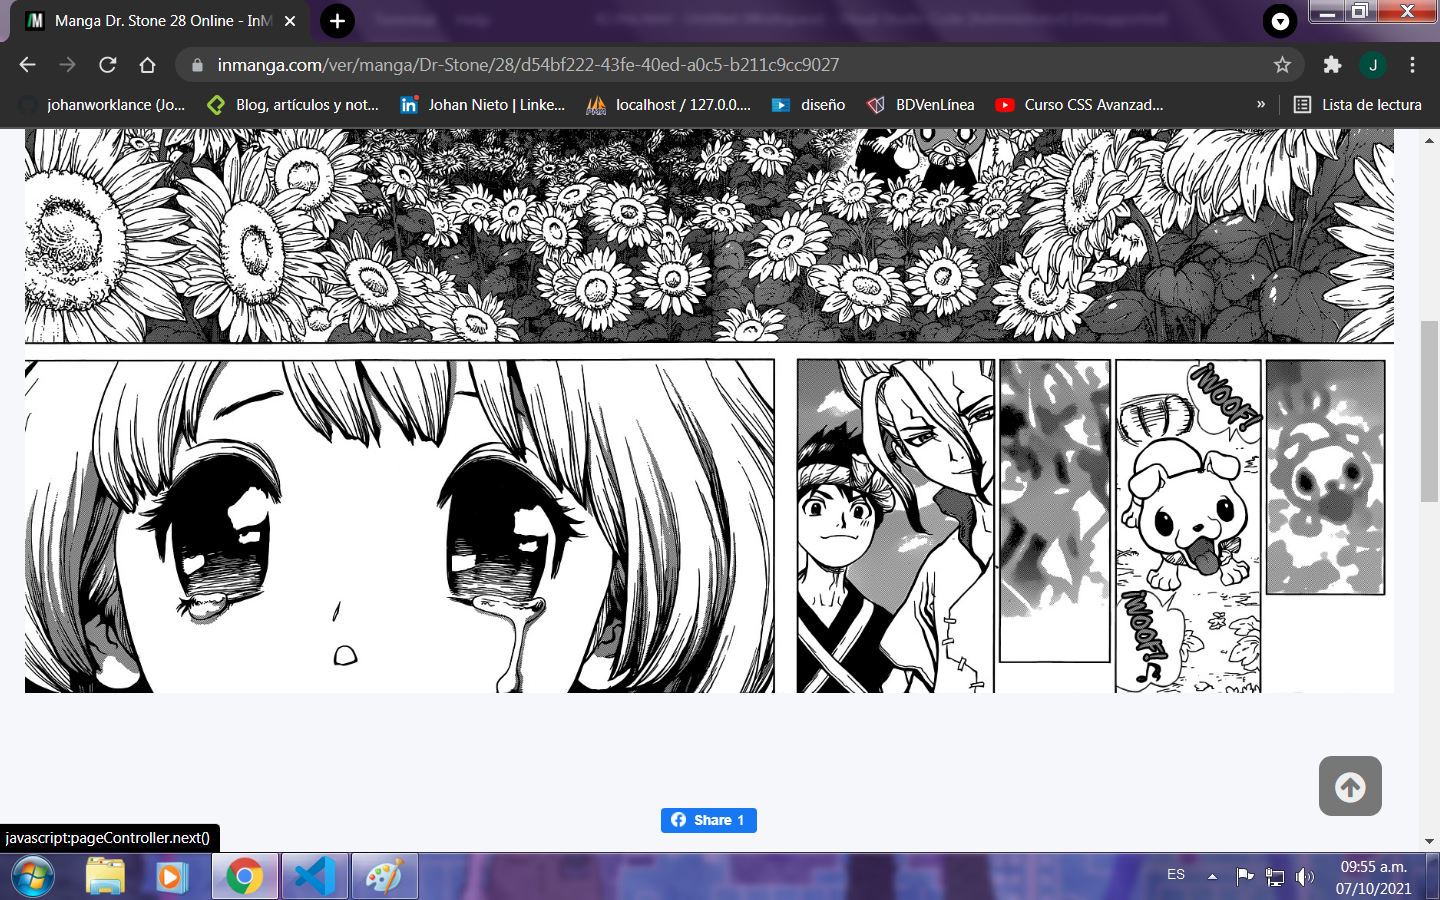 Manga Dr. Stone 28 Online - InM
inmanga.com/ver/manga/Dr-Stone/28/d54bf222-43fe-40ed-a0c5-b211c9cc9027
J
johanworklance (Jo...
Blog, artículos y not...
Johan Nieto | Linke...
localhost / 127.0.0....
diseño
BDVenLínea
Curso CSS Avanzad...
»
Lista de lectura
¡WOOF!
¡WOOF!
Share 1
javascript:pageController.next()
ES
09:55 a.m.
07/10/2021